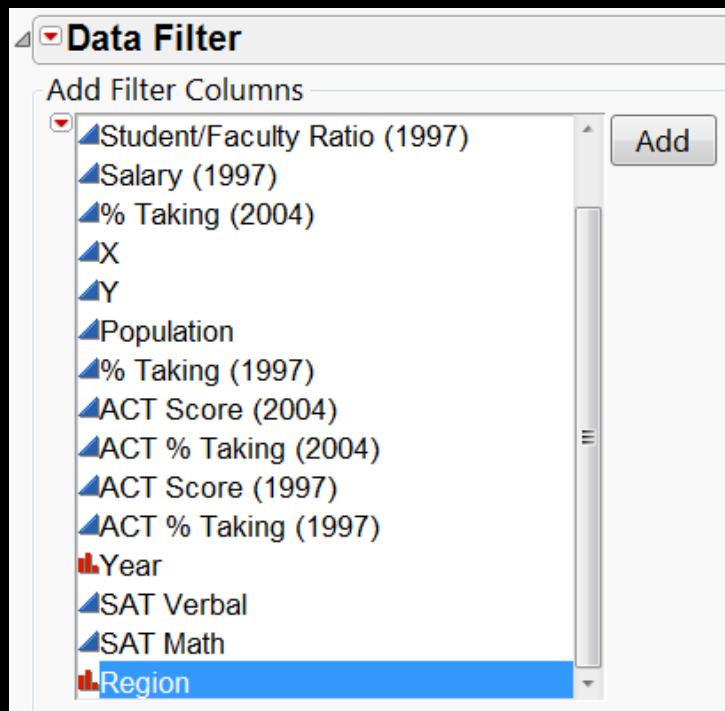 Data Filter
Add Filter Columns
Student/Faculty Ratio (1997)
Add
Salary (1997)
% Taking (2004)
X
Y
Population
% Taking (1997)
ACT Score (2004)
ACT % Taking (2004)
ACT Score (1997)
ACT % Taking (1997)
Year
SAT Verbal
SAT Math
Region